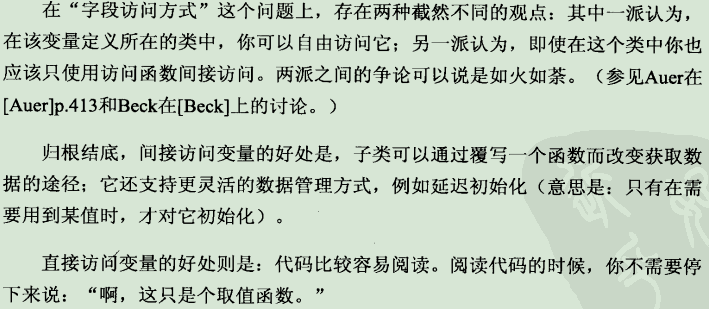 在“字段访问方式”这个问题上，存在两种截然不同的观点：其中一派认为，
在该变量定义所在的类中，你可以自由访问它；另一派认为，即使在这个类中你也
应该只使用访问函数间接访问。两派之间的争论可以说是如火如荼。（参见Auer在
[Auer]p.413和Beck在[Beck]上的讨论。）
归根结底，间接访问变量的好处是，子类可以通过覆写一个函数而改变获取数
据的途径；它还支持更灵活的数据管理方式，例如延迟初始化（意思是：只有在需
要用到某值时，才对它初始化）。
直接访问变量的好处则是：代码比较容易阅读。阅读代码的时候，你不需要停
下来说：“啊，这只是个取值函数。”